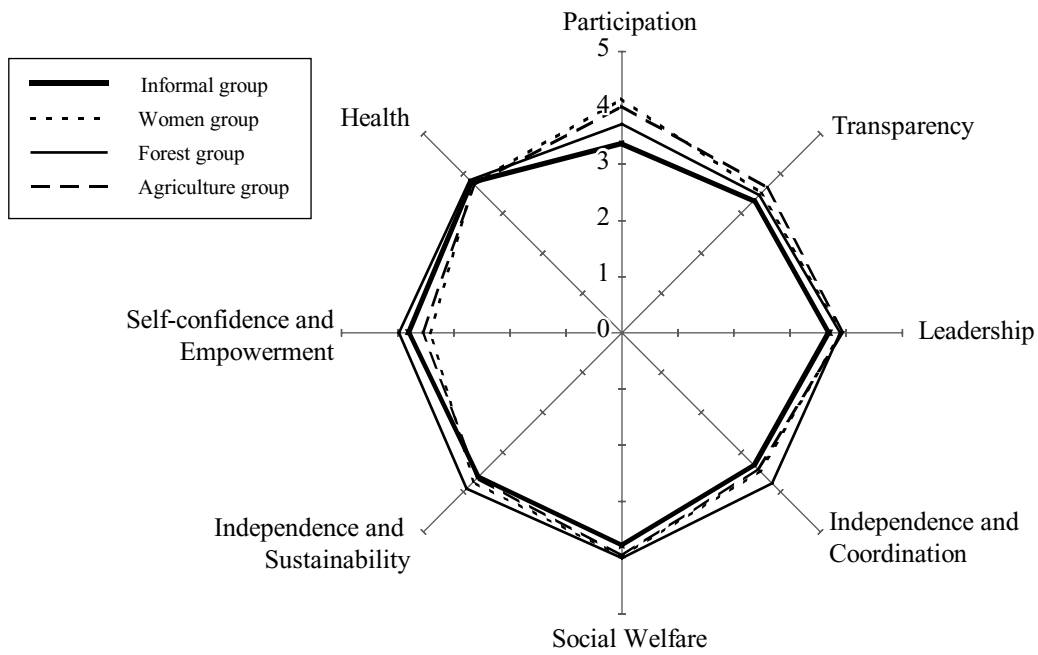 Participation
5
Informal group
Women group
Forest group
Agriculture group
Health
4
Transparency
3
2
1
Self-confidence and
Empowerment
0
Leadership
Independence and
Sustainability
Independence and
Coordination
Social Welfare